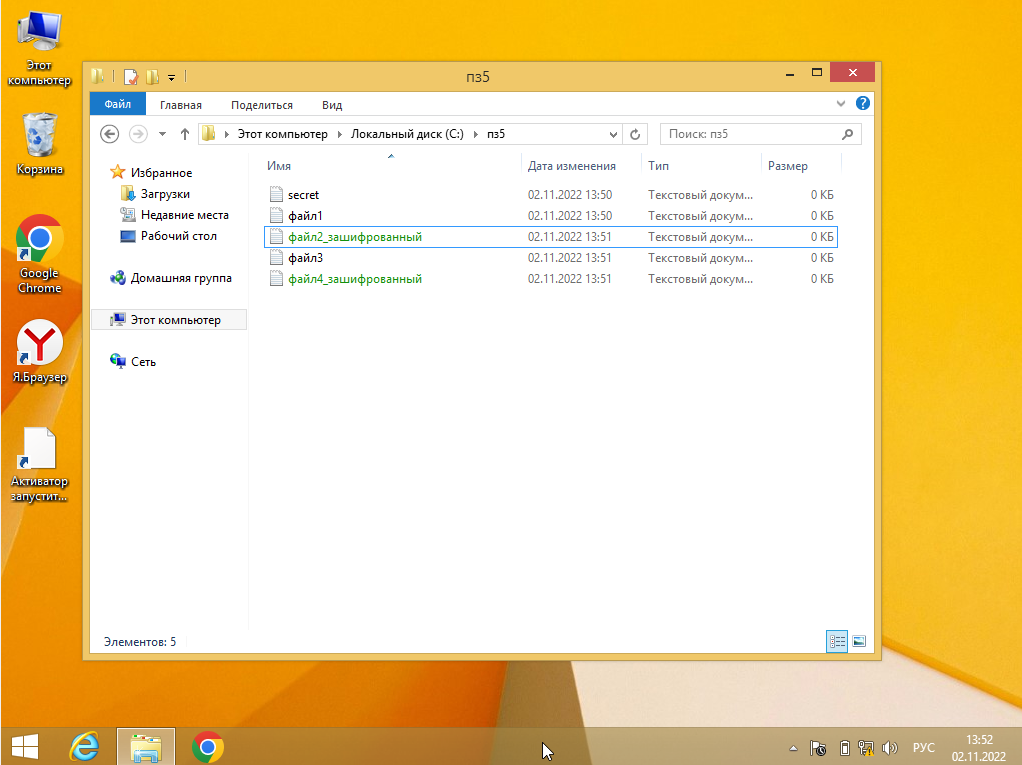 Этот
компьютер
Корзина
Google
Chrome
Я.Браузер
Активатор
запустит...
пз5
Файл Главная Поделиться Вид
Этот компьютер Локальный диск (C:) пз5
Поиск: пз5
Избранное
Загрузки
Недавние места
Рабочий стол
Домашняя группа
Этот компьютер
Сеть
Имя Дата изменения Тип Размер
secret 02.11.2022 13:50 Текстовый докум... 0 КБ
файл1 02.11.2022 13:50 Текстовый докум... 0 КБ
файл2_зашифрованный 02.11.2022 13:51 Текстовый докум... 0 КБ
файл3 02.11.2022 13:51 Текстовый докум... 0 КБ
файл4_зашифрованный 02.11.2022 13:51 Текстовый докум... 0 КБ
Элементов: 5
РУС
13:52
02.11.2022